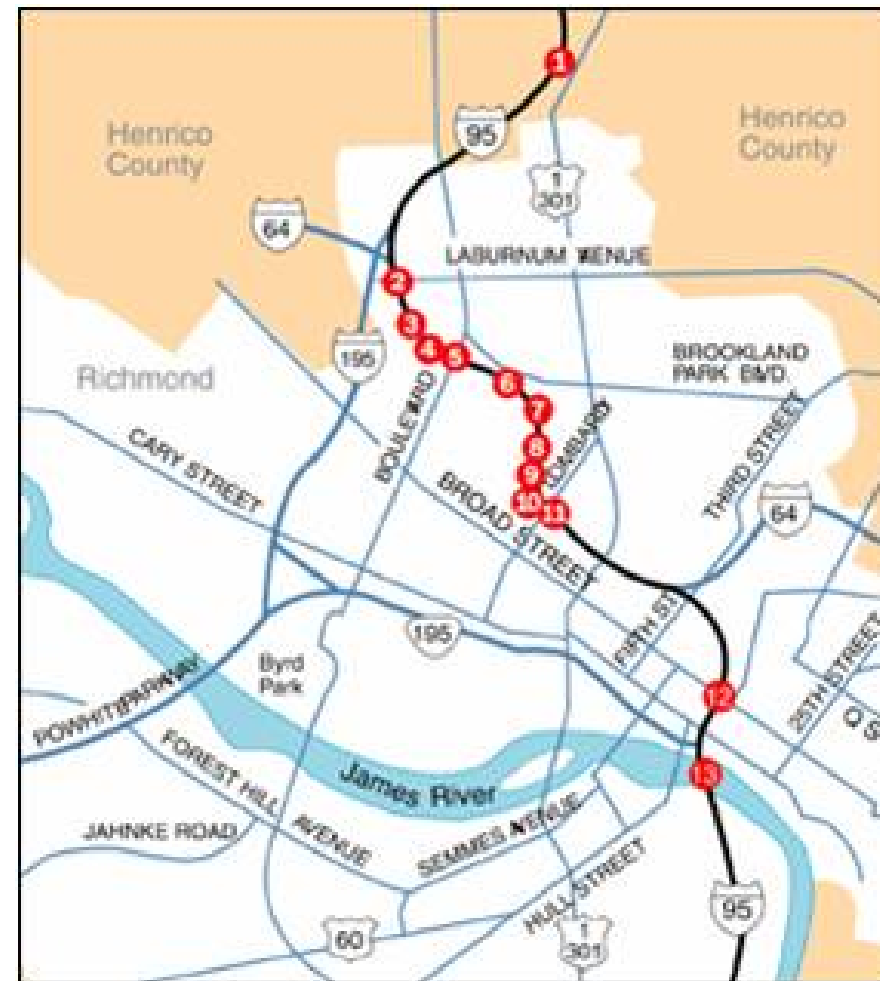 1
Henrico
County
95
Henrico
County
1
301
64
LABURNUM AVENUE
2
3
195
4
5
BROOKLAND
PARK BLVD.
Richmond
6
BOULEVARD
7
LOMBARD
THIRD STREET
8
CARY STREET
9
BROAD STREET
10
11
64
FIFTH ST
195
25TH STREET
Byrd
Park
12
POWHITE PARKWAY
Q S
FOREST HILL AVENUE
James River
13
JAHNKE ROAD
SEMMES AVENUE
HULL STREET
95
60
1
301